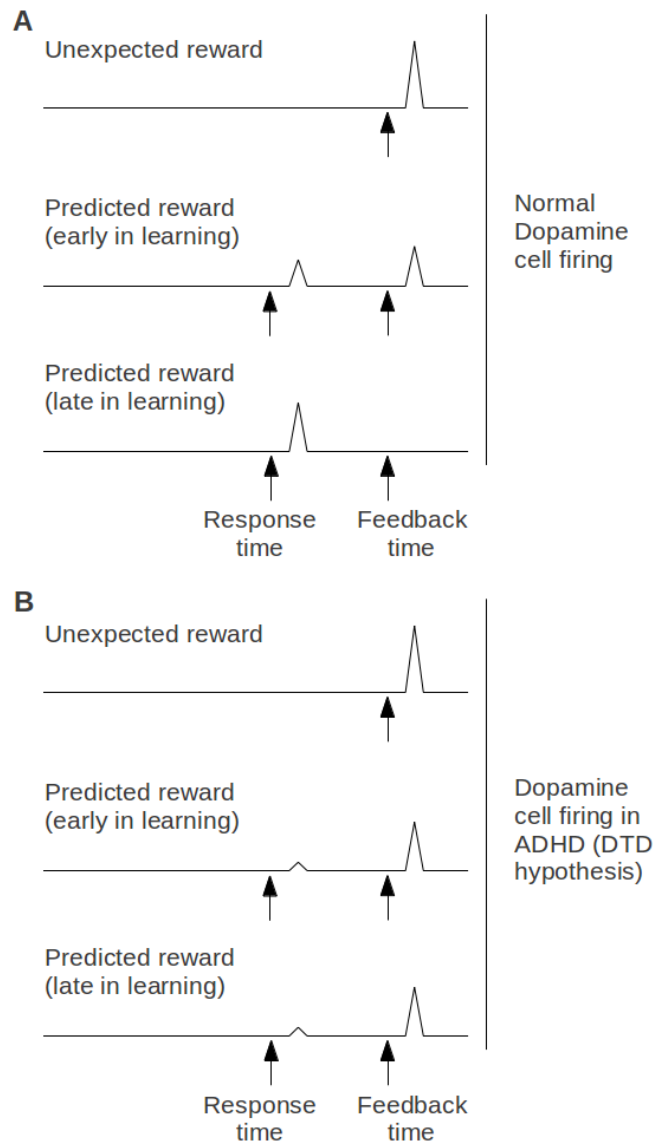 A
Unexpected reward
Predicted reward
(early in learning)
Normal
Dopamine
cell firing
Predicted reward
(late in learning)
Response
time
Feedback
time
B
Unexpected reward
Predicted reward
(early in learning)
Dopamine
cell firing in
ADHD (DTD
hypothesis)
Predicted reward
(late in learning)
Response
time
Feedback
time